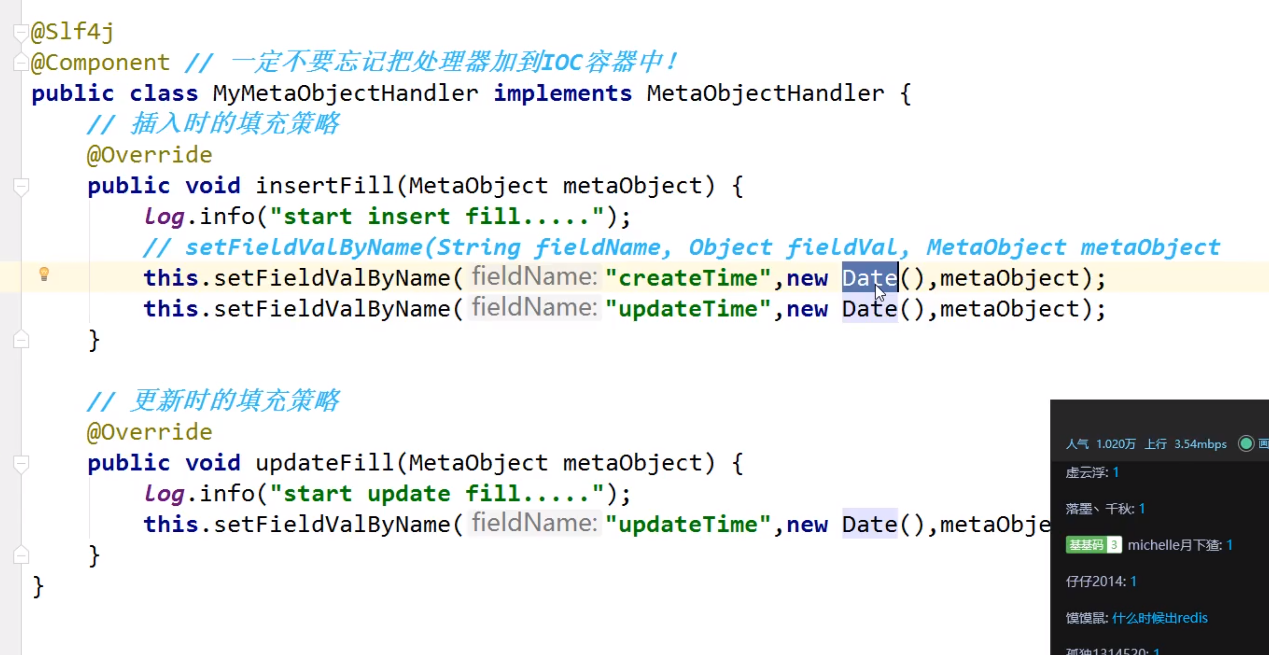 @Slf4j
@Component // 一定不要忘记把处理器加到IOC容器中！
public class MyMetaObjectHandler implements MetaObjectHandler {
// 插入时的填充策略
@Override
public void insertFill(MetaObject metaObject) {
log.info("start insert fill.....");
// setFieldValByName(String fieldName, Object fieldVal, MetaObject metaObject
this.setFieldValByName( fieldName: "createTime",new Date(),metaObject);
this.setFieldValByName( fieldName: "updateTime",new Date(),metaObject);
}
// 更新时的填充策略
@Override
public void updateFill(MetaObject metaObject) {
log.info("start update fill.....");
this.setFieldValByName( fieldName: "updateTime",new Date(),metaObje
}
}
人气 1.020万 上行 3.54mbps 画
虚云浮: 1
落墨丶千秋: 1
基基码 3 michelle月下猹: 1
仔仔2014: 1
馍馍鼠: 什么时候出redis
孤独1314520: 1